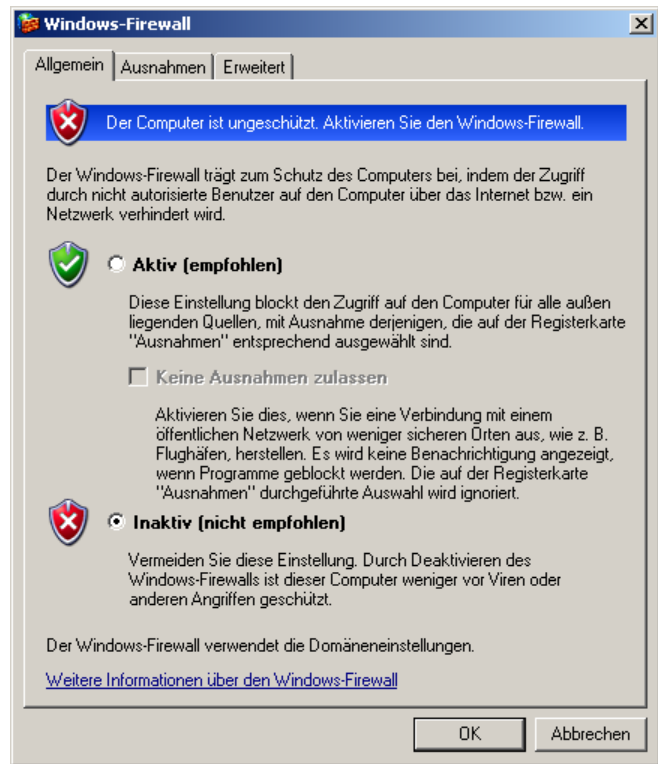 Windows-Firewall
Allgemein Ausnahmen Erweitert
Der Computer ist ungeschützt. Aktivieren Sie den Windows-Firewall.
Der Windows-Firewall trägt zum Schutz des Computers bei, indem der Zugriff
durch nicht autorisierte Benutzer auf den Computer über das Internet bzw. ein
Netzwerk verhindert wird.
Aktiv (empfohlen)
Diese Einstellung blockt den Zugriff auf den Computer für alle außen
liegenden Quellen, mit Ausnahme derjenigen, die auf der Registerkarte
"Ausnahmen" entsprechend ausgewählt sind.
Keine Ausnahmen zulassen
Aktivieren Sie dies, wenn Sie eine Verbindung mit einem
öffentlichen Netzwerk von weniger sicheren Orten aus, wie z. B.
Flughäfen, herstellen. Es wird keine Benachrichtigung angezeigt,
wenn Programme geblockt werden. Die auf der Registerkarte
"Ausnahmen" durchgeführte Auswahl wird ignoriert.
Inaktiv (nicht empfohlen)
Vermeiden Sie diese Einstellung. Durch Deaktivieren des
Windows-Firewalls ist dieser Computer weniger vor Viren oder
anderen Angriffen geschützt.
Der Windows-Firewall verwendet die Domäneneinstellungen.
Weitere Informationen über den Windows-Firewall
OK Abbrechen